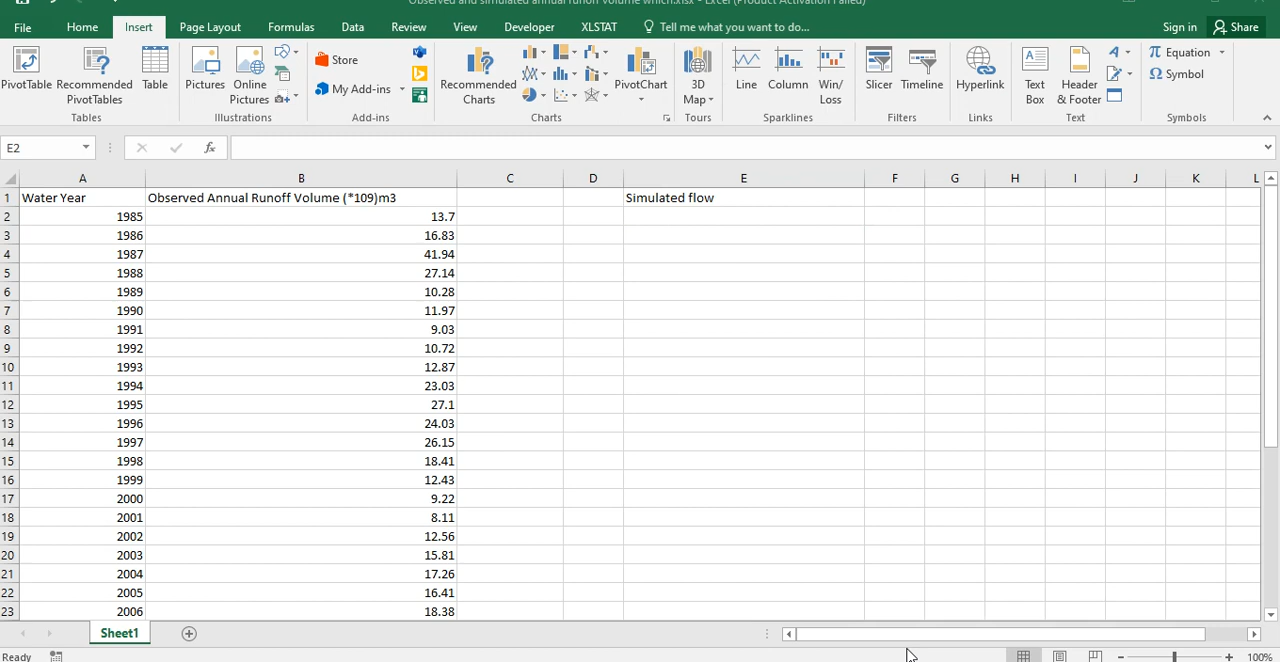 Observed and simulated annual runoff volume which.xlsx - Excel (Product Activation Failed)
File Home Insert Page Layout Formulas Data Review View Developer XLSTAT Tell me what you want to do... Sign in Share
PivotTable Recommended PivotTables Table Pictures Online Pictures Store My Add-ins Recommended Charts PivotChart 3D Map Line Column Win/Loss Slicer Timeline Hyperlink Text Box Header & Footer Equation Symbol
Tables Illustrations Add-ins Charts Tours Sparklines Filters Links Text Symbols
E2 fx
A B C D E F G H I J K L
1 Water Year Observed Annual Runoff Volume (*109)m3 Simulated flow
2 1985 13.7
3 1986 16.83
4 1987 41.94
5 1988 27.14
6 1989 10.28
7 1990 11.97
8 1991 9.03
9 1992 10.72
10 1993 12.87
11 1994 23.03
12 1995 27.1
13 1996 24.03
14 1997 26.15
15 1998 18.41
16 1999 12.43
17 2000 9.22
18 2001 8.11
19 2002 12.56
20 2003 15.81
21 2004 17.26
22 2005 16.41
23 2006 18.38
Sheet1
Ready 100%